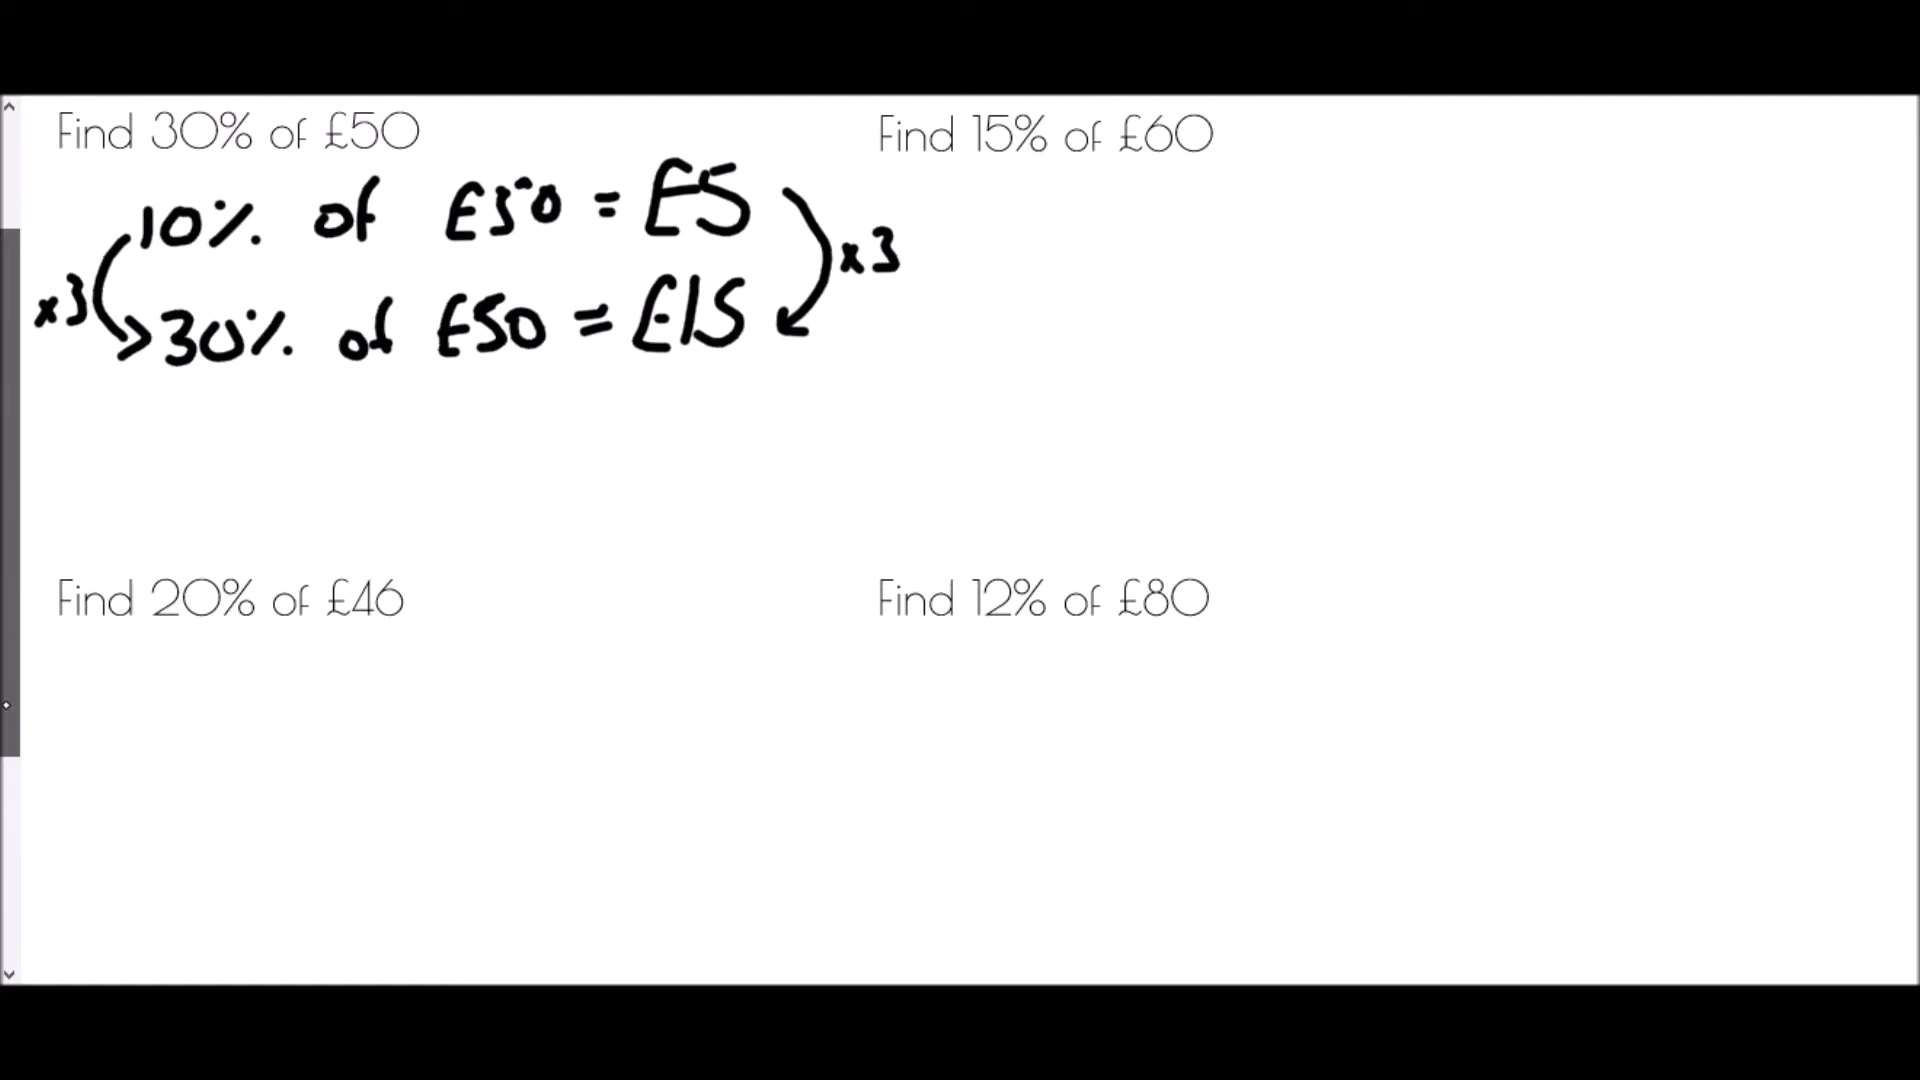 Find 30% of £50
10% of £50 = £5
x3
x3
30% of £50 = £15
Find 15% of £60
Find 20% of £46
Find 12% of £80